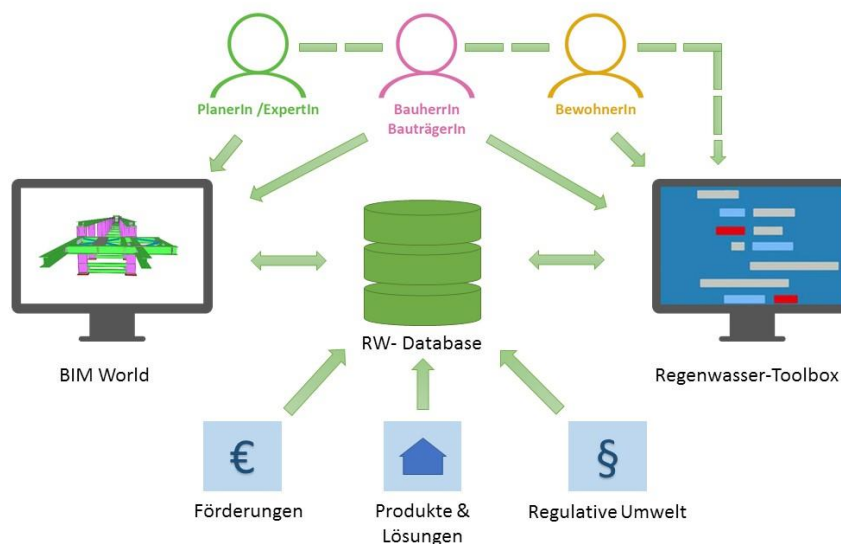 PlanerIn /ExpertIn
BauherrIn
BauträgerIn
BewohnerIn
BIM World
RW- Database
Regenwasser-Toolbox
€
§
Förderungen
Produkte &
Lösungen
Regulative Umwelt